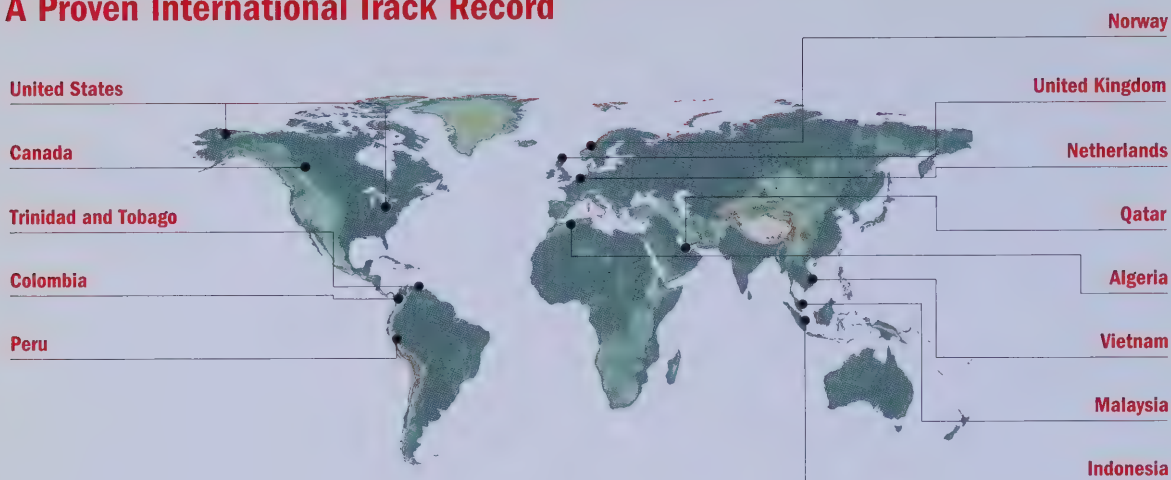 A Proven International Track Record
United States
Canada
Trinidad and Tobago
Colombia
Peru
Norway
United Kingdom
Netherlands
Qatar
Algeria
Vietnam
Malaysia
Indonesia